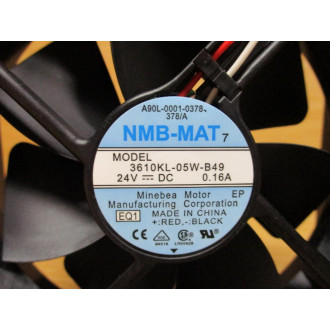 A90L-0001-0378
378/A
NMB-MAT 7
MODEL
3610KL-05W-B49
24V ⎓ DC 0.16A
Minebea Motor EP
Manufacturing Corporation
EQ1 MADE IN CHINA
+:RED,-:BLACK